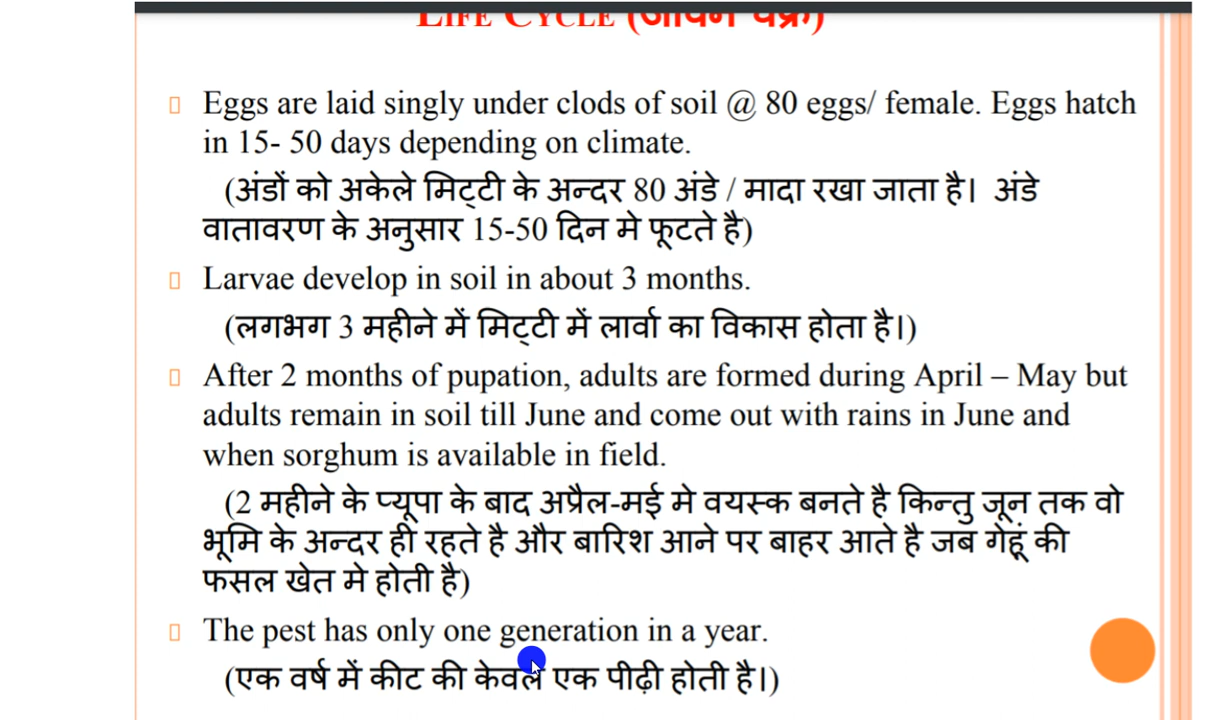 LIFE CYCLE (जीवन चक्र)
Eggs are laid singly under clods of soil @ 80 eggs/ female. Eggs hatch
in 15- 50 days depending on climate.
(अंडों को अकेले मिट्टी के अन्दर 80 अंडे / मादा रखा जाता है। अंडे
वातावरण के अनुसार 15-50 दिन मे फूटते है)
Larvae develop in soil in about 3 months.
(लगभग 3 महीने में मिट्टी में लार्वा का विकास होता है।)
After 2 months of pupation, adults are formed during April – May but
adults remain in soil till June and come out with rains in June and
when sorghum is available in field.
(2 महीने के प्यूपा के बाद अप्रैल-मई मे वयस्क बनते है किन्तु जून तक वो
भूमि के अन्दर ही रहते है और बारिश आने पर बाहर आते है जब गेहूं की
फसल खेत मे होती है)
The pest has only one generation in a year.
(एक वर्ष में कीट की केवल एक पीढ़ी होती है।)